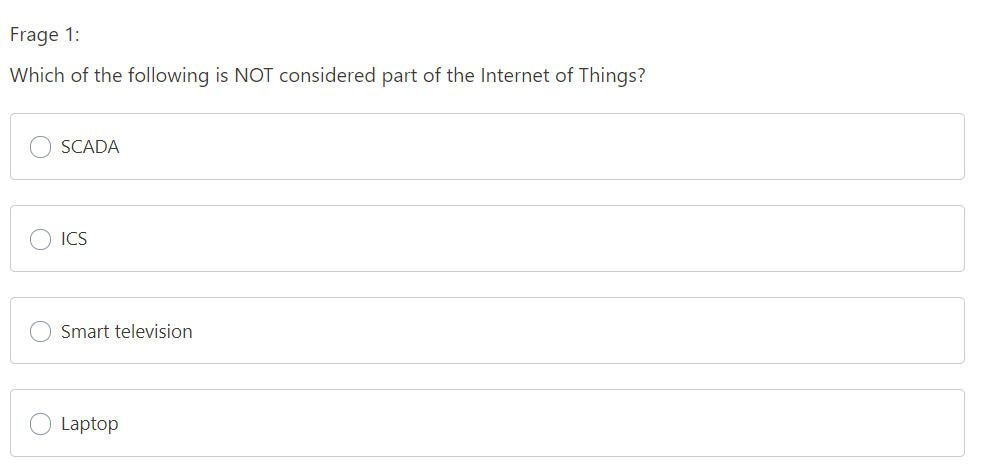 Frage 1:
Which of the following is NOT considered part of the Internet of Things?
SCADA
ICS
Smart television
Laptop